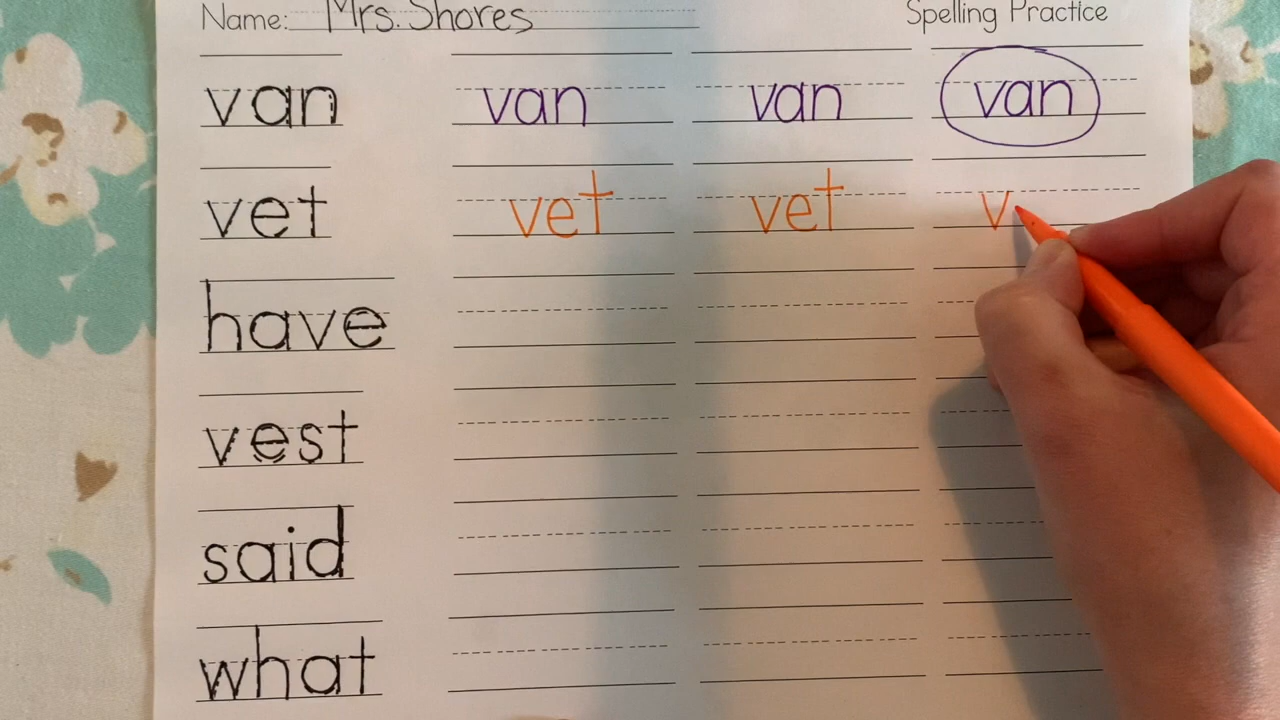 Name: Mrs. Shores Spelling Practice
van van van van
vet vet vet v
have
vest
said
what